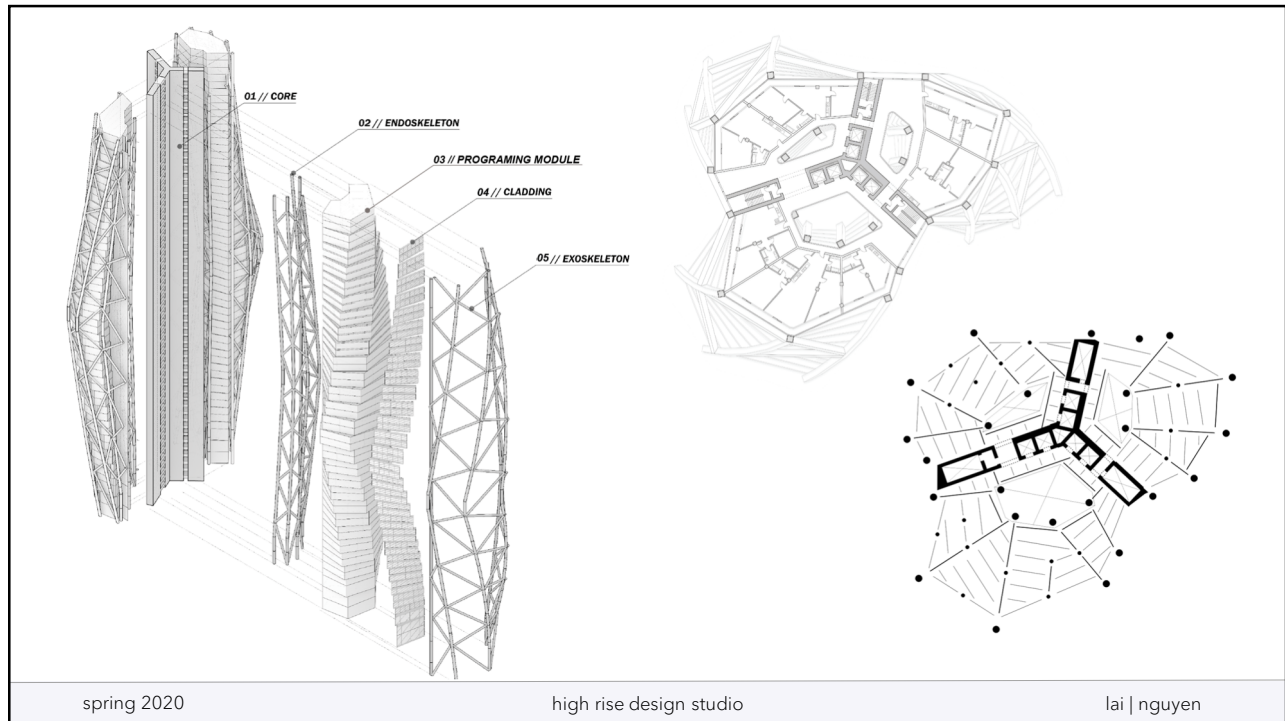 01 // CORE
02 // ENDOSKELETON
03 // PROGRAMING MODULE
04 // CLADDING
05 // EXOSKELETON
spring 2020
high rise design studio
lai | nguyen